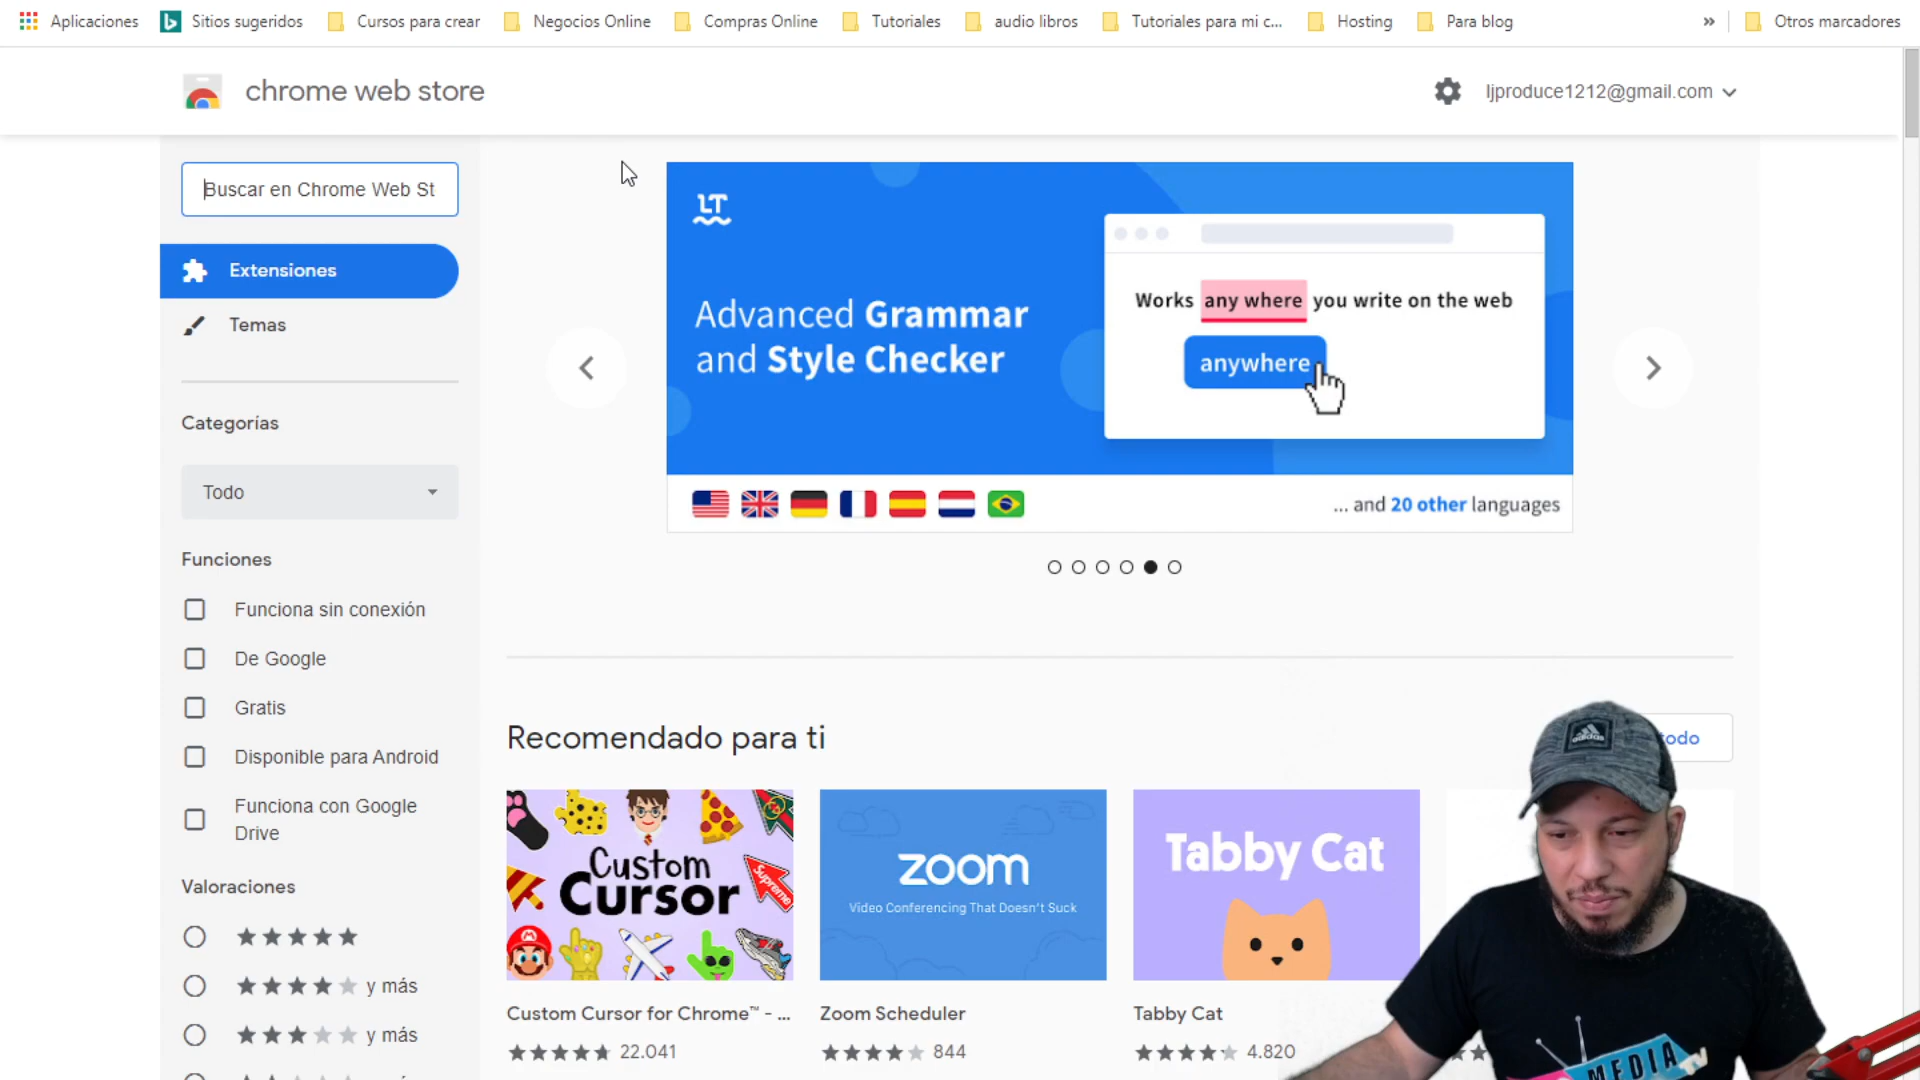 Aplicaciones
Sitios sugeridos
Cursos para crear
Negocios Online
Compras Online
Tutoriales
audio libros
Tutoriales para mi c...
Hosting
Para blog
»
Otros marcadores
chrome web store
ljproduce1212@gmail.com
Buscar en Chrome Web St
Extensiones
Temas
Categorías
Todo
Funciones
Funciona sin conexión
De Google
Gratis
Disponible para Android
Funciona con Google
Drive
Valoraciones
y más
y más
LT
Advanced Grammar
and Style Checker
Works any where you write on the web
anywhere
... and 20 other languages
Recomendado para ti
todo
Custom
Cursor
Supreme
zoom
Video Conferencing That Doesn't Suck
Tabby Cat
Custom Cursor for Chrome™ - ...
22.041
Zoom Scheduler
844
Tabby Cat
4.820
adidas
MEDIA